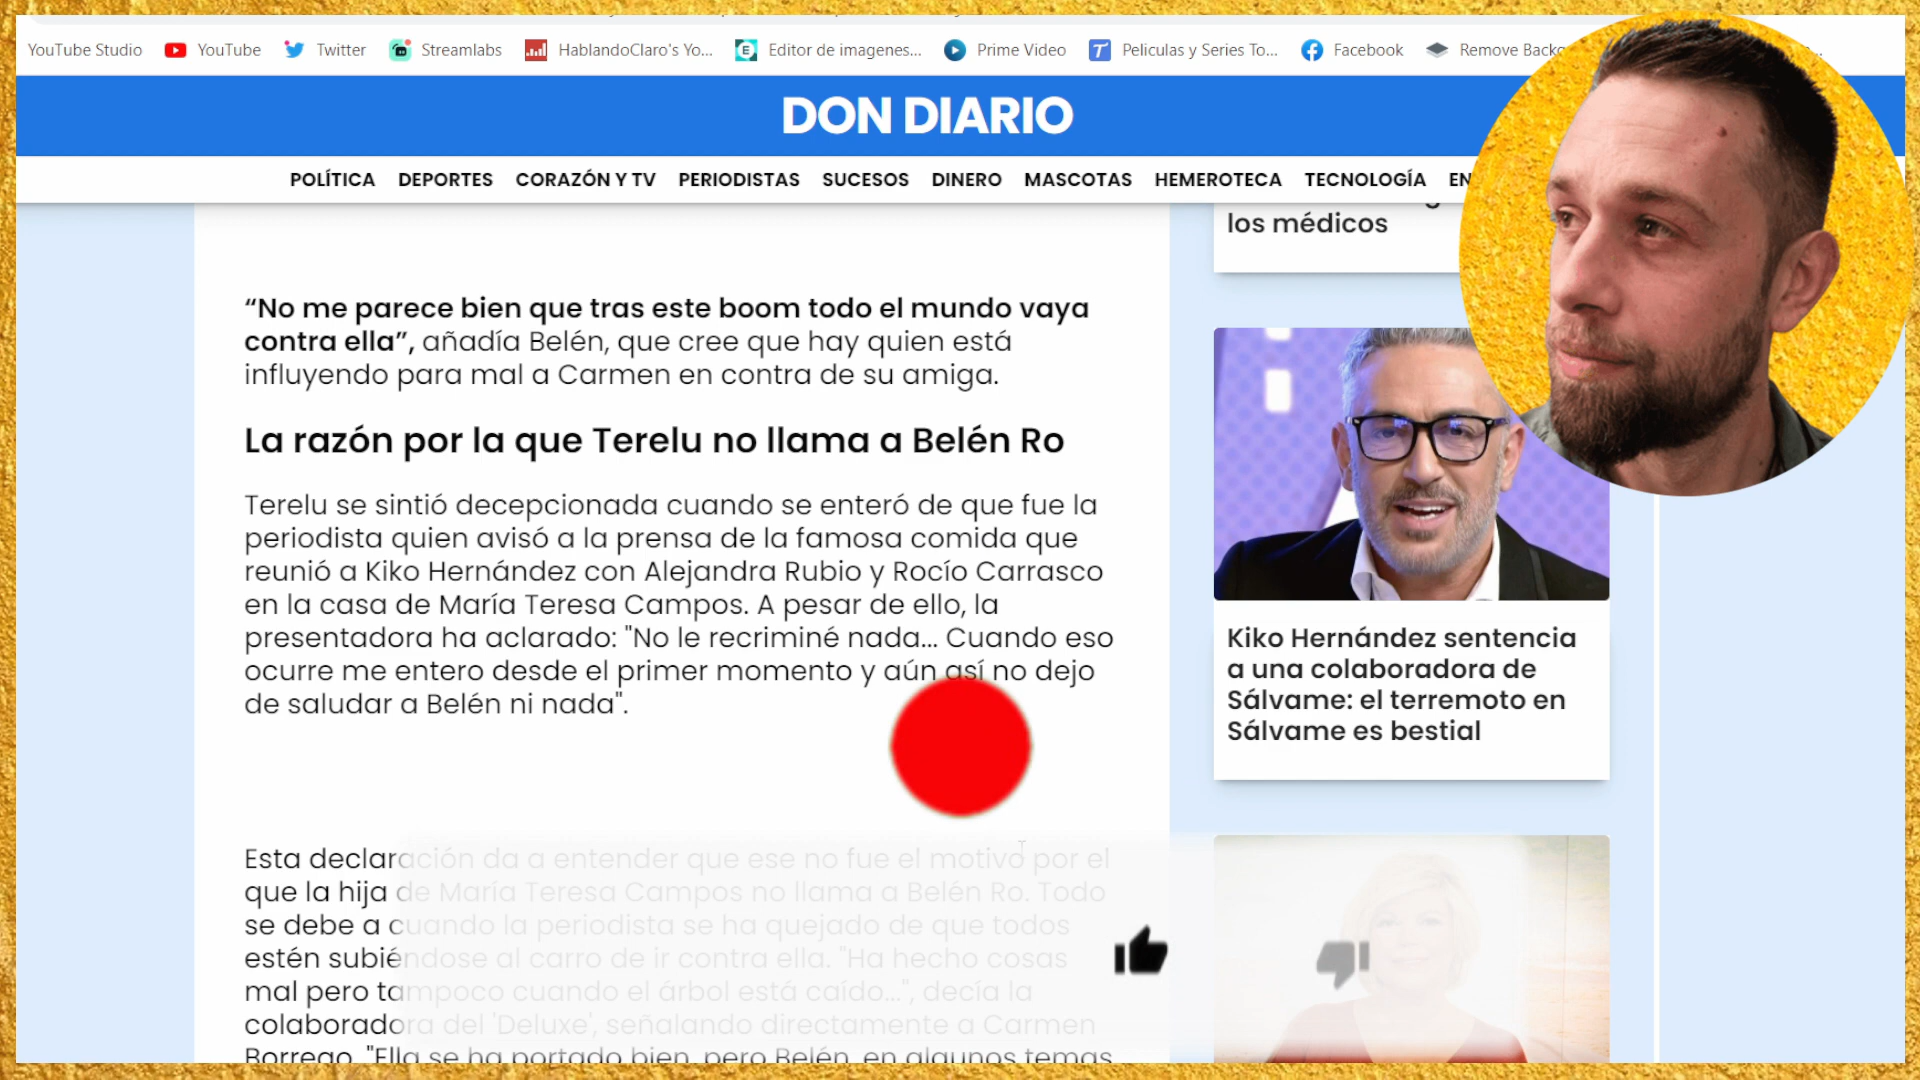 YouTube Studio YouTube Twitter Streamlabs HablandoClaro's Yo... Editor de imagenes... Prime Video Peliculas y Series To... Facebook Remove Backg
DON DIARIO
POLÍTICA DEPORTES CORAZÓN Y TV PERIODISTAS SUCESOS DINERO MASCOTAS HEMEROTECA TECNOLOGÍA EN
“No me parece bien que tras este boom todo el mundo vaya
contra ella”, añadía Belén, que cree que hay quien está
influyendo para mal a Carmen en contra de su amiga.
La razón por la que Terelu no llama a Belén Ro
Terelu se sintió decepcionada cuando se enteró de que fue la
periodista quien avisó a la prensa de la famosa comida que
reunió a Kiko Hernández con Alejandra Rubio y Rocío Carrasco
en la casa de María Teresa Campos. A pesar de ello, la
presentadora ha aclarado: "No le recriminé nada... Cuando eso
ocurre me entero desde el primer momento y aún así no dejo
de saludar a Belén ni nada".
Esta declaración da a entender que ese no fue el motivo por el
que la hija de María Teresa Campos no llama a Belén Ro. Todo
se debe a cuando la periodista se ha quejado de que todos
estén subiéndose al carro de ir contra ella. "Ha hecho cosas
mal pero tampoco cuando el árbol está caído...", decía la
colaboradora del 'Deluxe', señalando directamente a Carmen
Borrego. "Ella se ha portado bien, pero Belén, en algunos temas
los médicos
Kiko Hernández sentencia
a una colaboradora de
Sálvame: el terremoto en
Sálvame es bestial